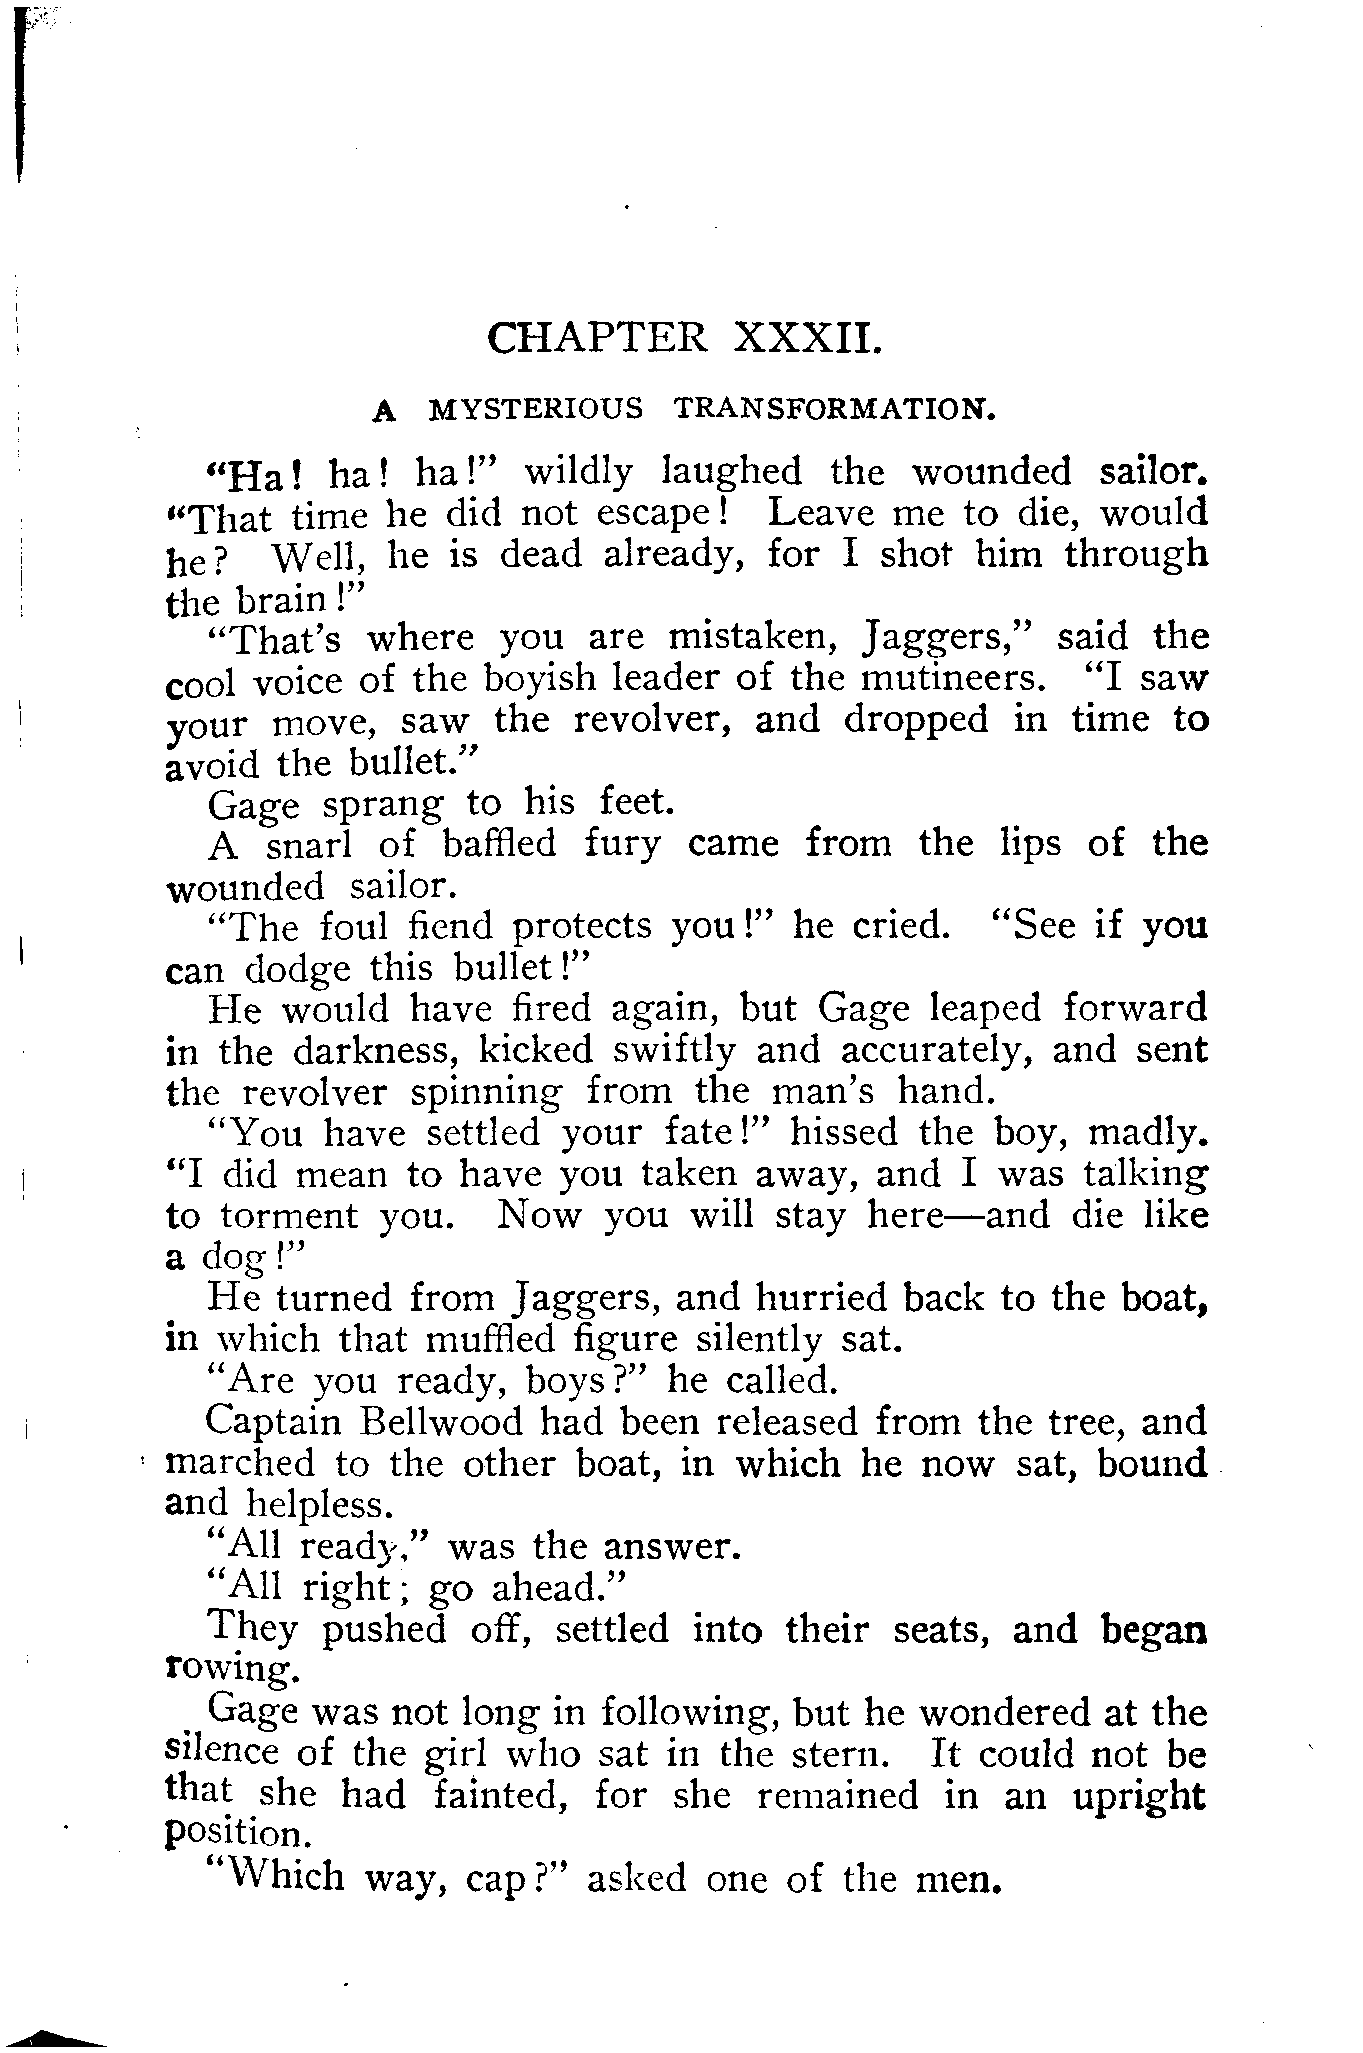 CHAPTER XXXII.
A MYSTERIOUS TRANSFORMATION.
"Ha! ha! ha!" wildly laughed the wounded sailor.
"That time he did not escape! Leave me to die, would
he? Well, he is dead already, for I shot him through
the brain!"
"That's where you are mistaken, Jaggers," said the
cool voice of the boyish leader of the mutineers. "I saw
your move, saw the revolver, and dropped in time to
avoid the bullet."
Gage sprang to his feet.
A snarl of baffled fury came from the lips of the
wounded sailor.
"The foul fiend protects you!" he cried. "See if you
can dodge this bullet!"
He would have fired again, but Gage leaped forward
in the darkness, kicked swiftly and accurately, and sent
the revolver spinning from the man's hand.
"You have settled your fate!" hissed the boy, madly.
"I did mean to have you taken away, and I was talking
to torment you. Now you will stay here—and die like
a dog!"
He turned from Jaggers, and hurried back to the boat,
in which that muffled figure silently sat.
"Are you ready, boys?" he called.
Captain Bellwood had been released from the tree, and
marched to the other boat, in which he now sat, bound
and helpless.
"All ready," was the answer.
"All right; go ahead."
They pushed off, settled into their seats, and began
rowing.
Gage was not long in following, but he wondered at the
silence of the girl who sat in the stern. It could not be
that she had fainted, for she remained in an upright
position.
"Which way, cap?" asked one of the men.